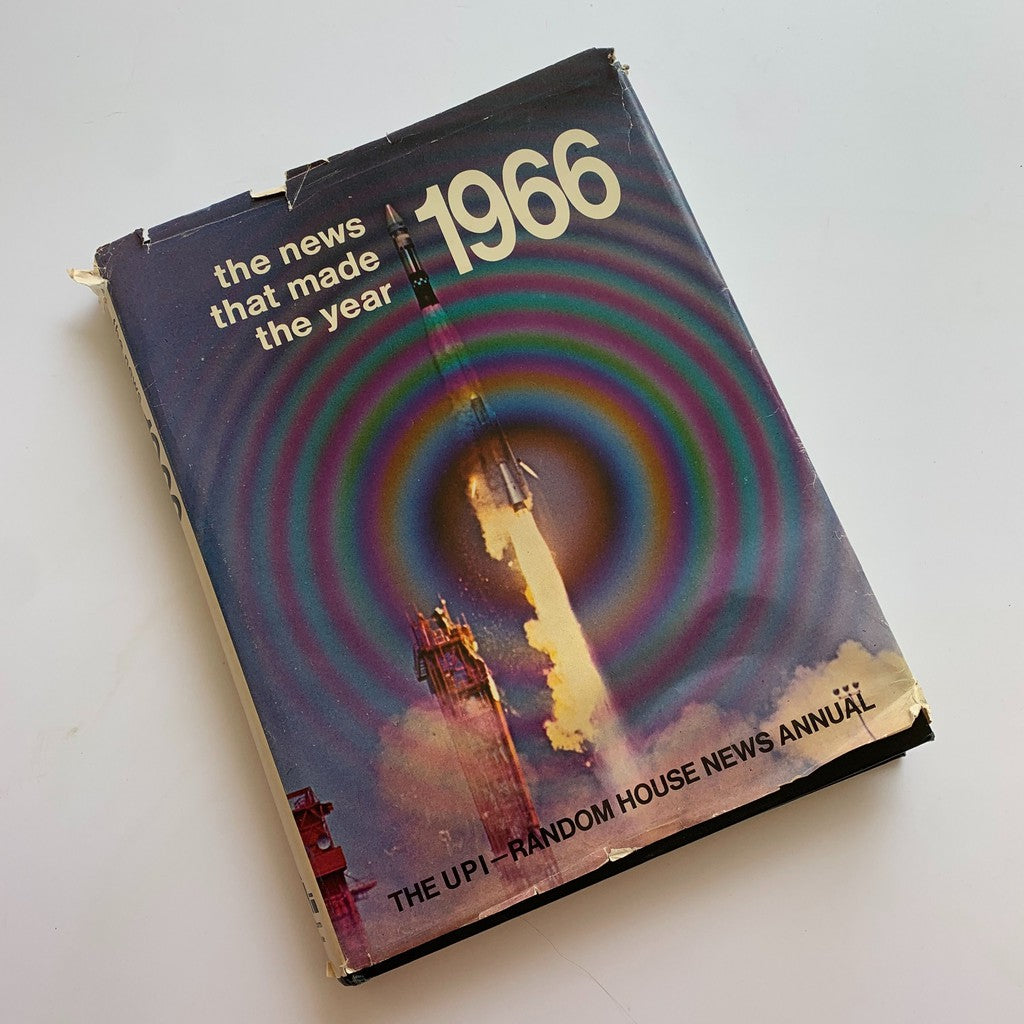 the news
that made
the year
1966
THE UPI—RANDOM HOUSE NEWS ANNUAL